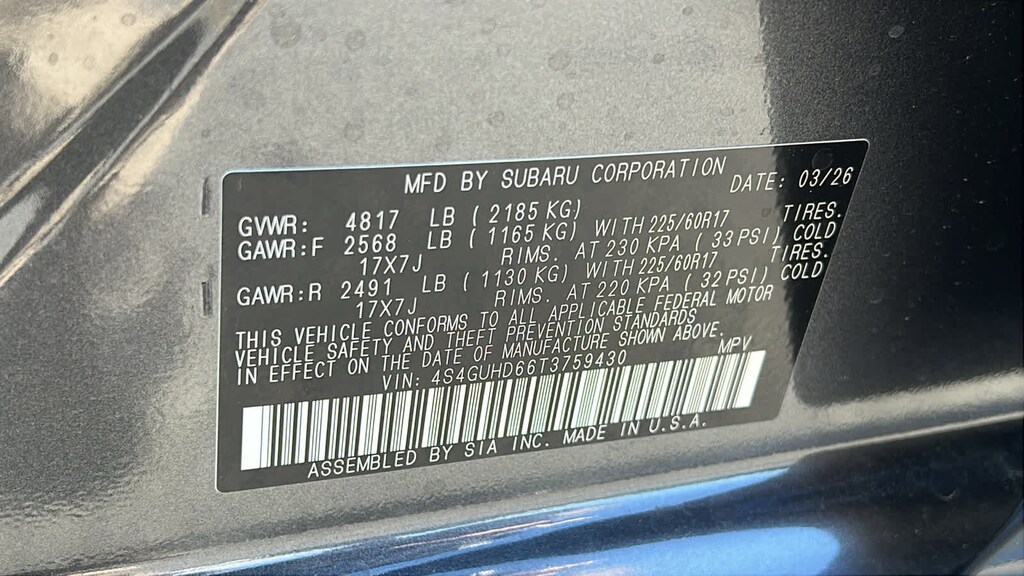 MFD BY SUBARU CORPORATION DATE: 03/26
GVWR: 4817 LB (2185 KG)
GAWR:F 2568 LB (1165 KG) WITH 225/60R17 TIRES.
17X7J RIMS. AT 230 KPA (33 PSI) COLD
GAWR:R 2491 LB (1130 KG) WITH 225/60R17 TIRES.
17X7J RIMS. AT 220 KPA (32 PSI) COLD
THIS VEHICLE CONFORMS TO ALL APPLICABLE FEDERAL MOTOR
VEHICLE SAFETY AND THEFT PREVENTION STANDARDS
IN EFFECT ON THE DATE OF MANUFACTURE SHOWN ABOVE.
VIN: 4S4GUHD66T3759430 MPV
ASSEMBLED BY SIA INC. MADE IN U.S.A.